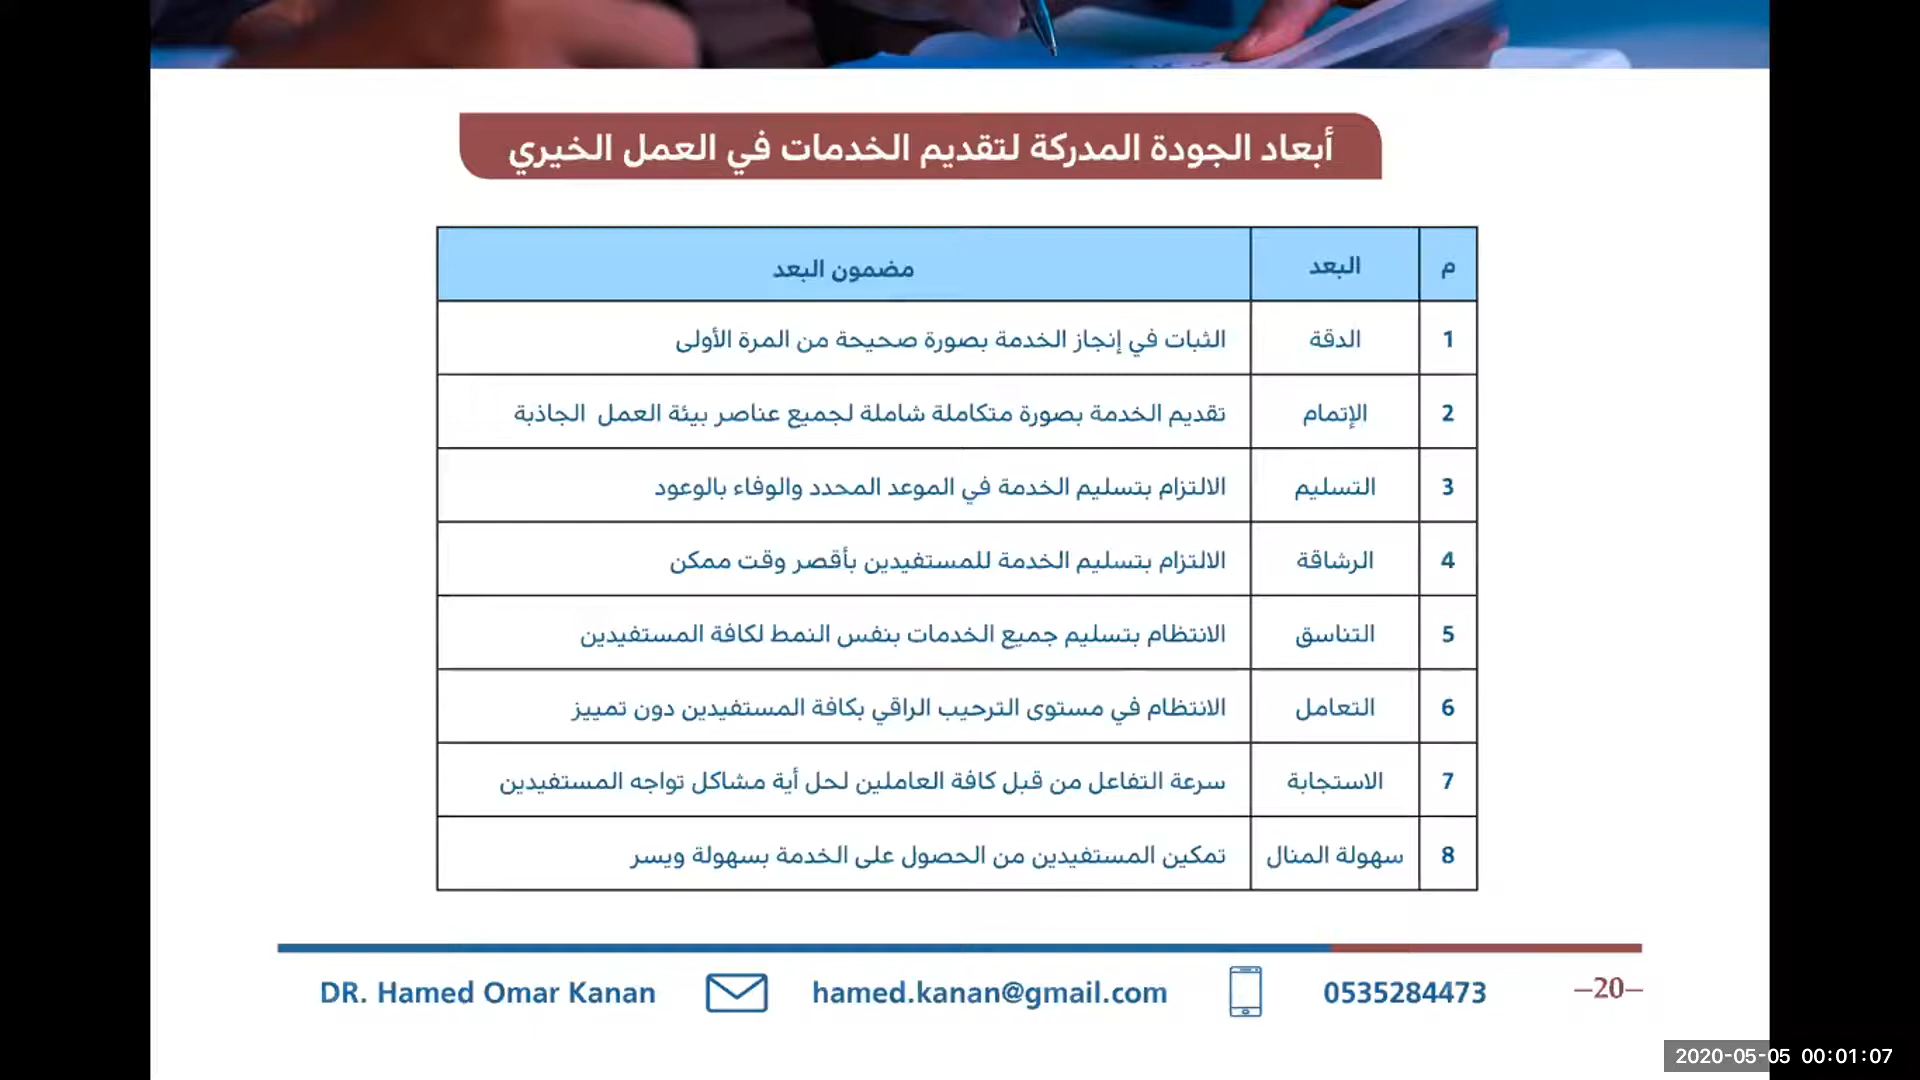 أبعاد الجودة المدركة لتقديم الخدمات في العمل الخيري
م البعد مضمون البعد
1 الدقة الثبات في إنجاز الخدمة بصورة صحيحة من المرة الأولى
2 الإتمام تقديم الخدمة بصورة متكاملة شاملة لجميع عناصر بيئة العمل الجاذبة
3 التسليم الالتزام بتسليم الخدمة في الموعد المحدد والوفاء بالوعود
4 الرشاقة الالتزام بتسليم الخدمة للمستفيدين بأقصر وقت ممكن
5 التناسق الانتظام بتسليم جميع الخدمات بنفس النمط لكافة المستفيدين
6 التعامل الانتظام في مستوى الترحيب الراقي بكافة المستفيدين دون تمييز
7 الاستجابة سرعة التفاعل من قبل كافة العاملين لحل أية مشاكل تواجه المستفيدين
8 سهولة المنال تمكين المستفيدين من الحصول على الخدمة بسهولة ويسر
DR. Hamed Omar Kanan hamed.kanan@gmail.com 0535284473 –20–
2020-05-05 00:01:07